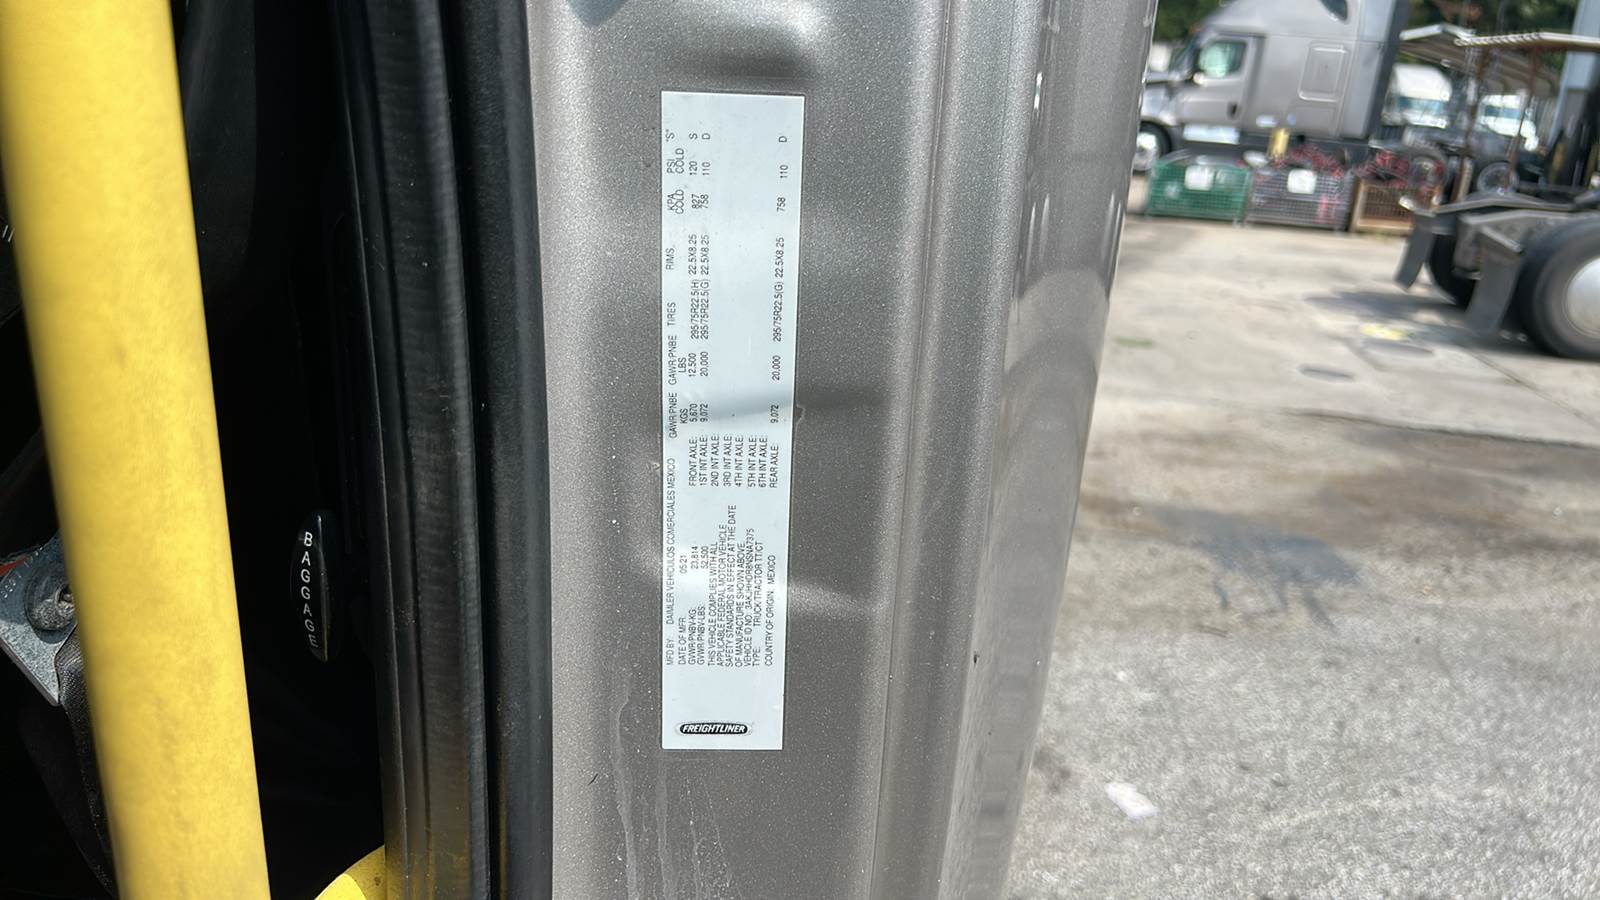 BAGGAGE
FREIGHTLINER
MFD BY: DAIMLER VEHICULOS COMERCIALES MEXICO
DATE OF MFR: 05-21
GVWR/PNBV-KG: 23,814
GVWR/PNBV-LBS: 52,500
THIS VEHICLE COMPLIES WITH ALL
APPLICABLE FEDERAL MOTOR VEHICLE
SAFETY STANDARDS IN EFFECT AT THE DATE
OF MANUFACTURE SHOWN ABOVE.
VEHICLE ID NO: 3AKJHHDR8NSNA7375
TYPE: TRUCK/TRACTOR TT/CT
COUNTRY OF ORIGIN: MEXICO
GAWR/PNBE KGS GAWR/PNBE LBS TIRES RIMS, KPA COLD PSI COLD "S"
FRONT AXLE: 5,670 12,500 295/75R22.5(H) 22.5X8.25 827 120 S
1ST INT AXLE: 9,072 20,000 295/75R22.5(G) 22.5X8.25 758 110 D
2ND INT AXLE:
3RD INT AXLE:
4TH INT AXLE:
5TH INT AXLE:
6TH INT AXLE:
REAR AXLE: 9,072 20,000 295/75R22.5(G) 22.5X8.25 758 110 D